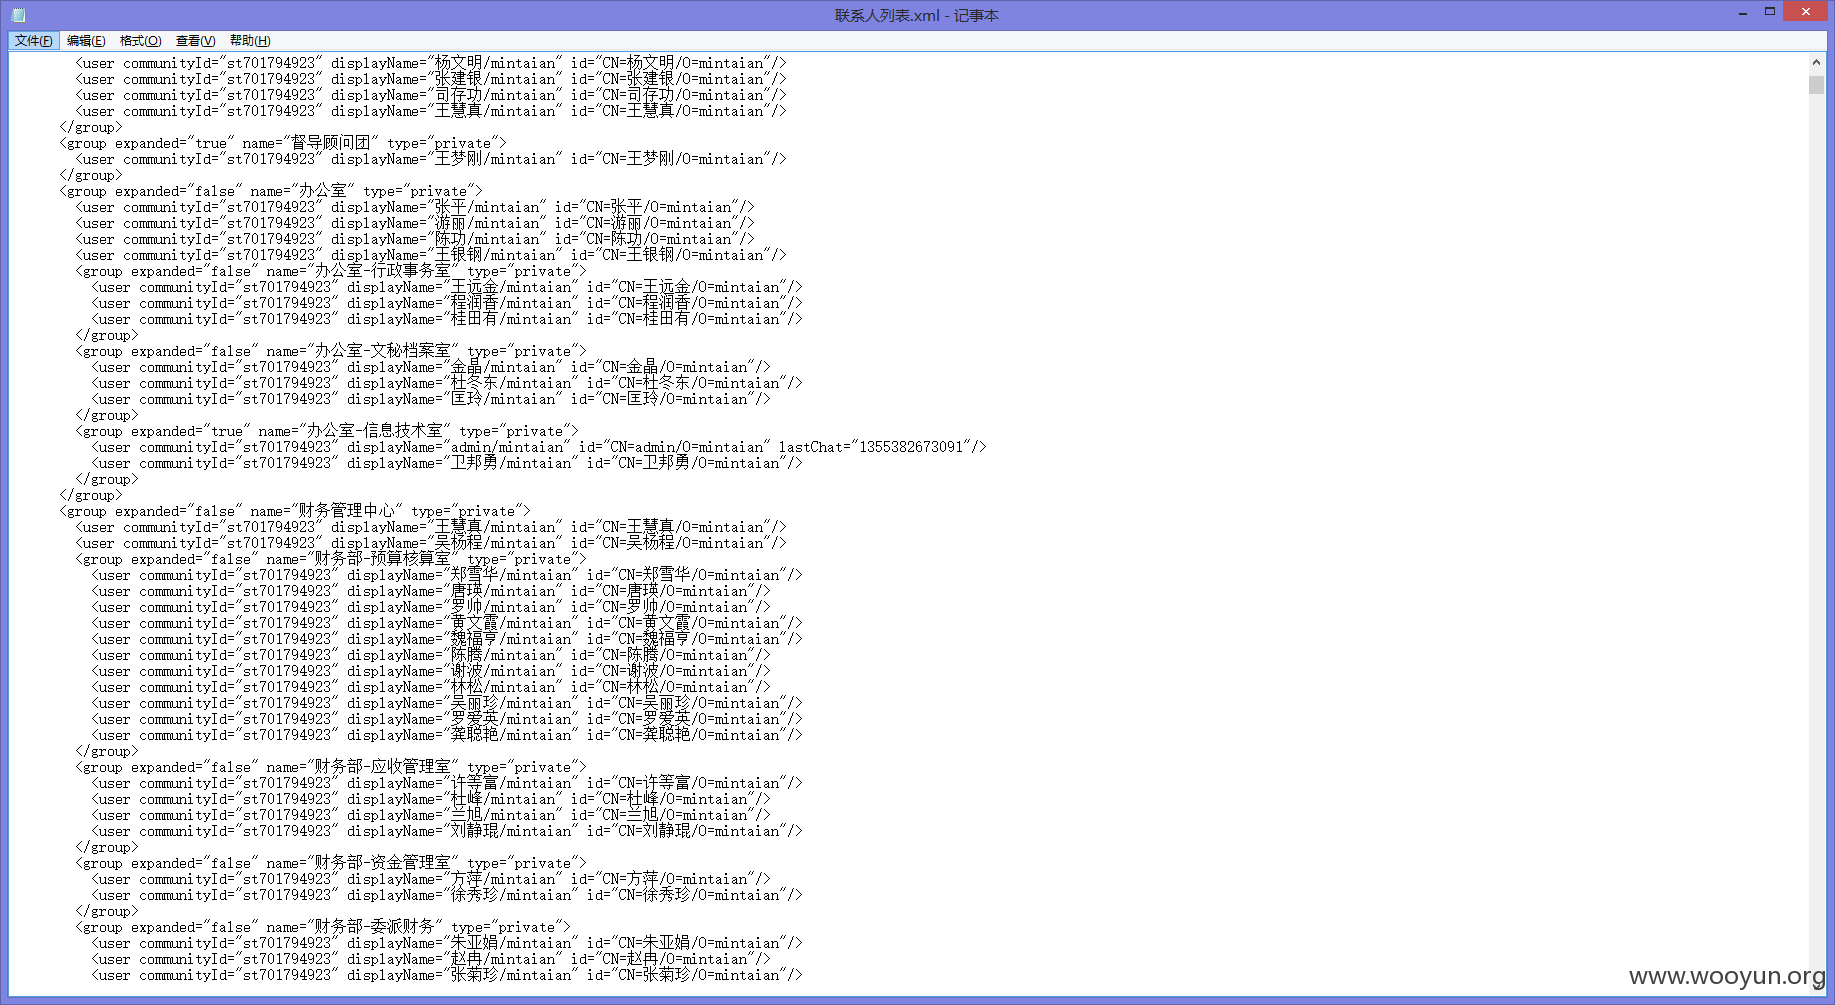 联系人列表.xml - 记事本
文件(F) 编辑(E) 格式(O) 查看(V) 帮助(H)
<user communityId="st701794923" displayName="杨文明/mintaian" id="CN=杨文明/O=mintaian"/>
<user communityId="st701794923" displayName="张建银/mintaian" id="CN=张建银/O=mintaian"/>
<user communityId="st701794923" displayName="司存功/mintaian" id="CN=司存功/O=mintaian"/>
<user communityId="st701794923" displayName="王慧真/mintaian" id="CN=王慧真/O=mintaian"/>
</group>
<group expanded="true" name="督导顾问团" type="private">
<user communityId="st701794923" displayName="王梦刚/mintaian" id="CN=王梦刚/O=mintaian"/>
</group>
<group expanded="false" name="办公室" type="private">
<user communityId="st701794923" displayName="张平/mintaian" id="CN=张平/O=mintaian"/>
<user communityId="st701794923" displayName="游丽/mintaian" id="CN=游丽/O=mintaian"/>
<user communityId="st701794923" displayName="陈功/mintaian" id="CN=陈功/O=mintaian"/>
<user communityId="st701794923" displayName="王银钢/mintaian" id="CN=王银钢/O=mintaian"/>
<group expanded="false" name="办公室-行政事务室" type="private">
<user communityId="st701794923" displayName="王远金/mintaian" id="CN=王远金/O=mintaian"/>
<user communityId="st701794923" displayName="程润香/mintaian" id="CN=程润香/O=mintaian"/>
<user communityId="st701794923" displayName="桂田有/mintaian" id="CN=桂田有/O=mintaian"/>
</group>
<group expanded="false" name="办公室-文秘档案室" type="private">
<user communityId="st701794923" displayName="金晶/mintaian" id="CN=金晶/O=mintaian"/>
<user communityId="st701794923" displayName="杜冬东/mintaian" id="CN=杜冬东/O=mintaian"/>
<user communityId="st701794923" displayName="匡玲/mintaian" id="CN=匡玲/O=mintaian"/>
</group>
<group expanded="true" name="办公室-信息技术室" type="private">
<user communityId="st701794923" displayName="admin/mintaian" id="CN=admin/O=mintaian" lastChat="1355382673091"/>
<user communityId="st701794923" displayName="卫邦勇/mintaian" id="CN=卫邦勇/O=mintaian"/>
</group>
</group>
<group expanded="false" name="财务管理中心" type="private">
<user communityId="st701794923" displayName="王慧真/mintaian" id="CN=王慧真/O=mintaian"/>
<user communityId="st701794923" displayName="吴杨程/mintaian" id="CN=吴杨程/O=mintaian"/>
<group expanded="false" name="财务部-预算核算室" type="private">
<user communityId="st701794923" displayName="郑雪华/mintaian" id="CN=郑雪华/O=mintaian"/>
<user communityId="st701794923" displayName="唐瑛/mintaian" id="CN=唐瑛/O=mintaian"/>
<user communityId="st701794923" displayName="罗帅/mintaian" id="CN=罗帅/O=mintaian"/>
<user communityId="st701794923" displayName="黄文霞/mintaian" id="CN=黄文霞/O=mintaian"/>
<user communityId="st701794923" displayName="魏福亨/mintaian" id="CN=魏福亨/O=mintaian"/>
<user communityId="st701794923" displayName="陈腾/mintaian" id="CN=陈腾/O=mintaian"/>
<user communityId="st701794923" displayName="谢波/mintaian" id="CN=谢波/O=mintaian"/>
<user communityId="st701794923" displayName="林松/mintaian" id="CN=林松/O=mintaian"/>
<user communityId="st701794923" displayName="吴丽珍/mintaian" id="CN=吴丽珍/O=mintaian"/>
<user communityId="st701794923" displayName="罗爱英/mintaian" id="CN=罗爱英/O=mintaian"/>
<user communityId="st701794923" displayName="龚聪艳/mintaian" id="CN=龚聪艳/O=mintaian"/>
</group>
<group expanded="false" name="财务部-应收管理室" type="private">
<user communityId="st701794923" displayName="许等富/mintaian" id="CN=许等富/O=mintaian"/>
<user communityId="st701794923" displayName="杜峰/mintaian" id="CN=杜峰/O=mintaian"/>
<user communityId="st701794923" displayName="兰旭/mintaian" id="CN=兰旭/O=mintaian"/>
<user communityId="st701794923" displayName="刘静琨/mintaian" id="CN=刘静琨/O=mintaian"/>
</group>
<group expanded="false" name="财务部-资金管理室" type="private">
<user communityId="st701794923" displayName="方萍/mintaian" id="CN=方萍/O=mintaian"/>
<user communityId="st701794923" displayName="徐秀珍/mintaian" id="CN=徐秀珍/O=mintaian"/>
</group>
<group expanded="false" name="财务部-委派财务" type="private">
<user communityId="st701794923" displayName="朱亚娟/mintaian" id="CN=朱亚娟/O=mintaian"/>
<user communityId="st701794923" displayName="赵冉/mintaian" id="CN=赵冉/O=mintaian"/>
<user communityId="st701794923" displayName="张菊珍/mintaian" id="CN=张菊珍/O=mintaian"/>
www.wooyun.org